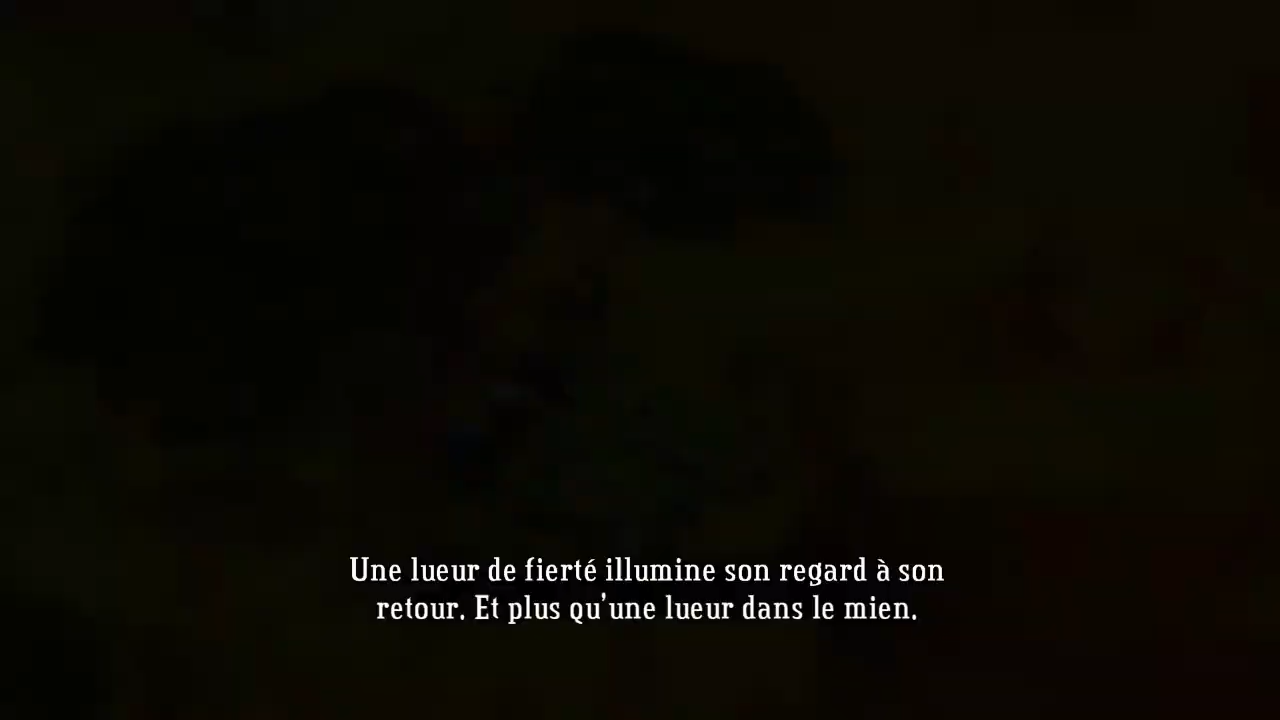 Une lueur de fierté illumine son regard à son
retour. Et plus qu'une lueur dans le mien.